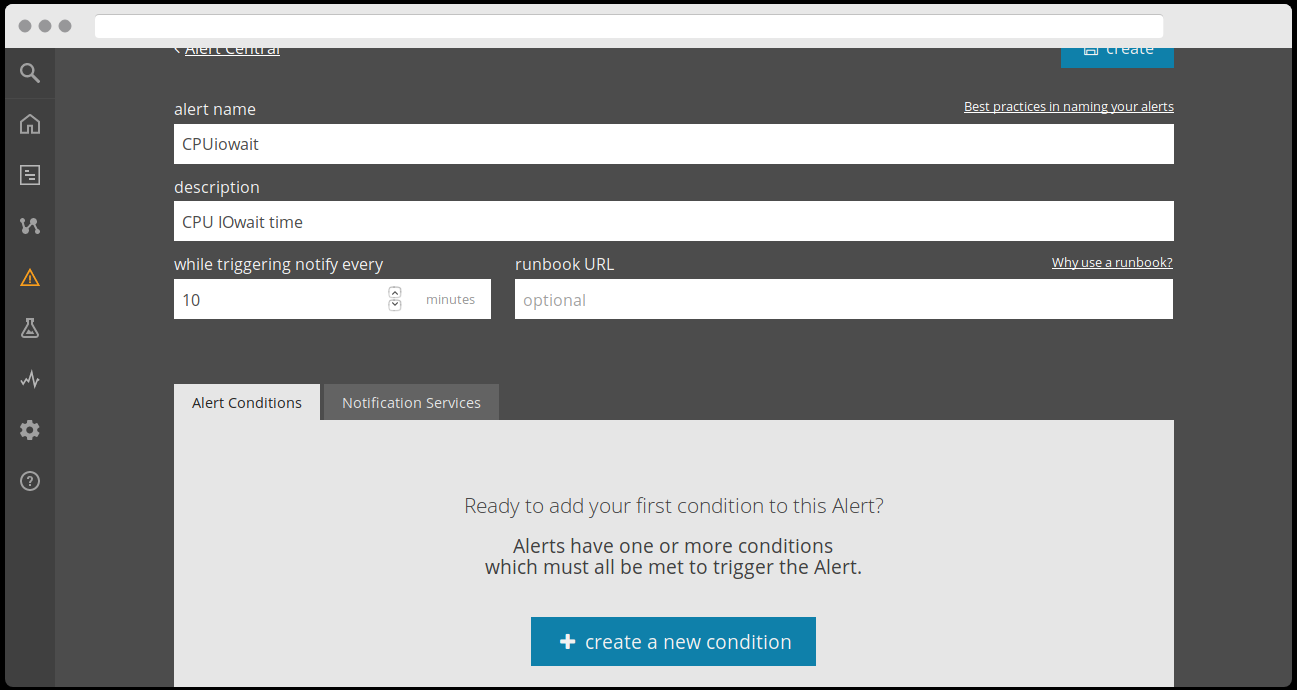 Alert Central
create
alert name
Best practices in naming your alerts
CPUiowait
description
CPU IOwait time
while triggering notify every
runbook URL
Why use a runbook?
10
minutes
optional
Alert Conditions
Notification Services
Ready to add your first condition to this Alert?
Alerts have one or more conditions
which must all be met to trigger the Alert.
create a new condition